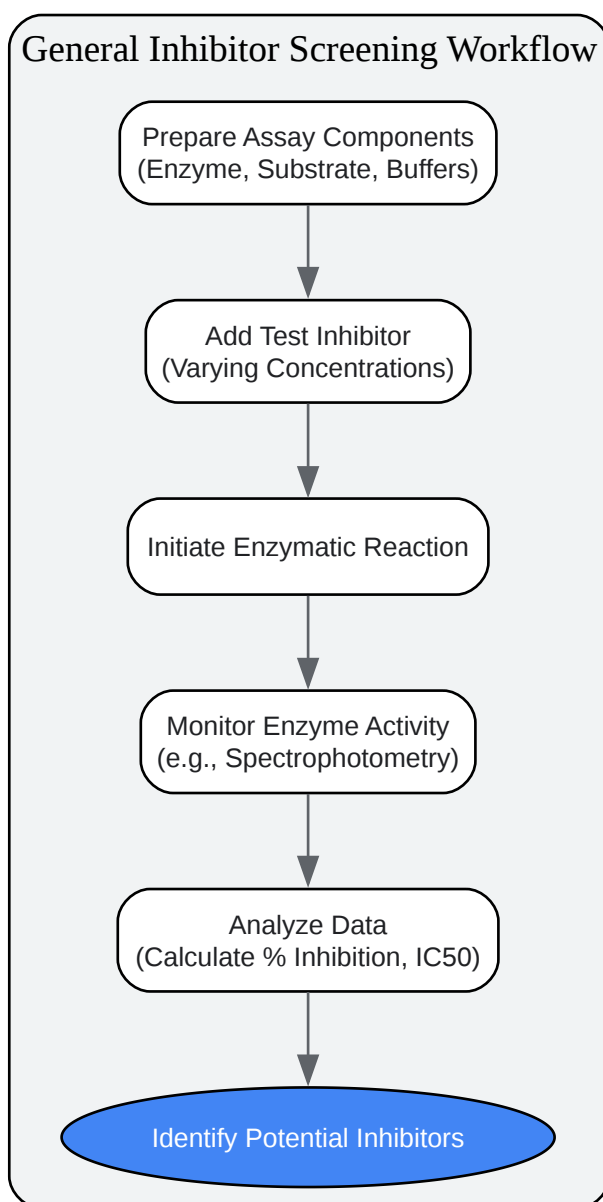 General Inhibitor Screening Workflow
Prepare Assay Components
(Enzyme, Substrate, Buffers)
Add Test Inhibitor
(Varying Concentrations)
Initiate Enzymatic Reaction
Monitor Enzyme Activity
(e.g., Spectrophotometry)
Analyze Data
(Calculate % Inhibition, IC50)
Identify Potential Inhibitors